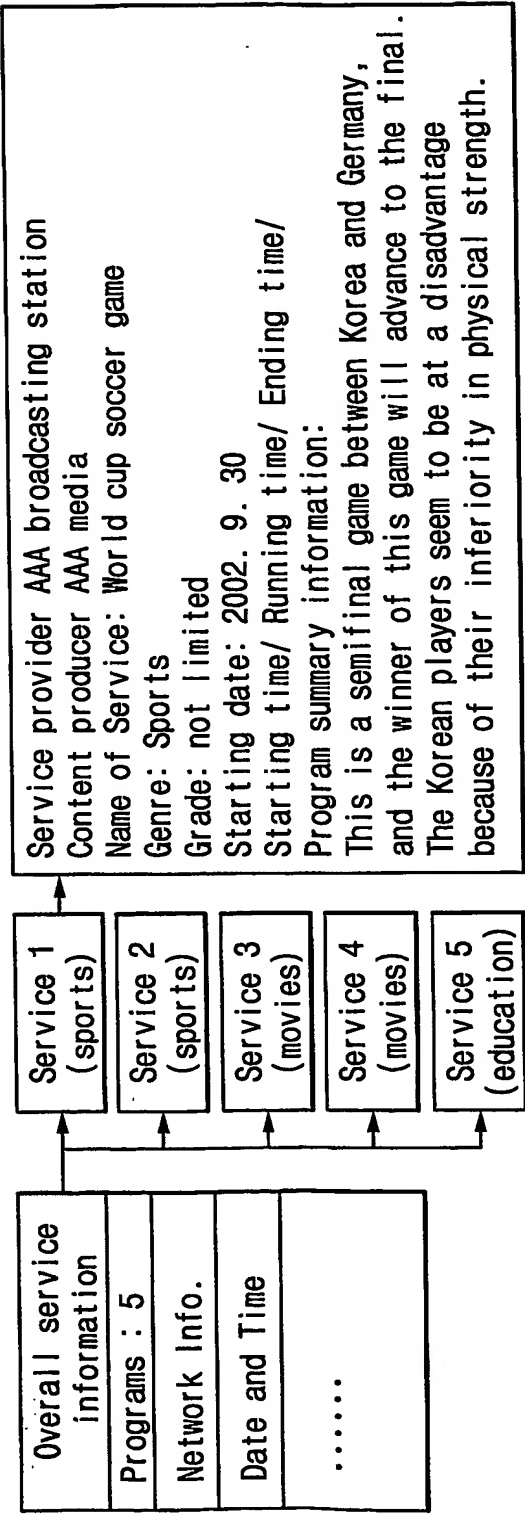 Overall service
information
Programs : 5
Network Info.
Date and Time
.......
Service 1
(sports)
Service 2
(sports)
Service 3
(movies)
Service 4
(movies)
Service 5
(education)
Service provider AAA broadcasting station
Content producer AAA media
Name of Service: World cup soccer game
Genre: Sports
Grade: not limited
Starting date: 2002. 9. 30
Starting time/ Running time/ Ending time/
Program summary information:
This is a semifinal game between Korea and Germany,
and the winner of this game will advance to the final.
The Korean players seem to be at a disadvantage
because of their inferiority in physical strength.